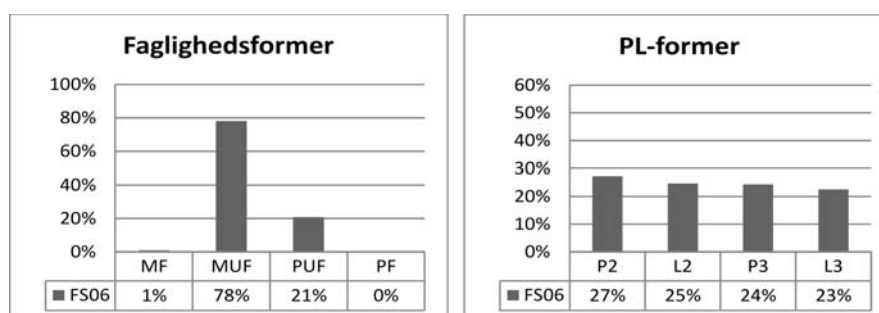 Faglighedsformer
100%
80%
60%
40%
20%
0%
MF MUF PUF PF
FS06 1% 78% 21% 0%
PL-former
60%
50%
40%
30%
20%
10%
0%
P2 L2 P3 L3
FS06 27% 25% 24% 23%